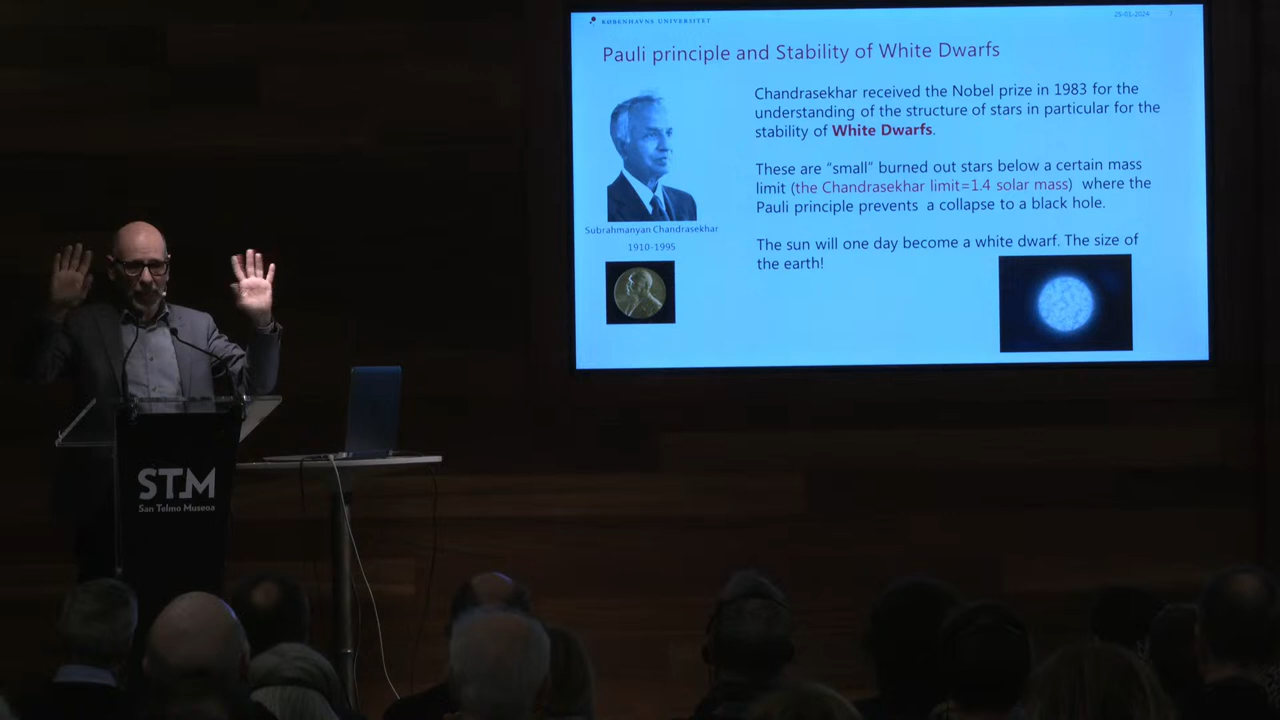 KØBENHAVNS UNIVERSITET
25-01-2024 7
Pauli principle and Stability of White Dwarfs
Chandrasekhar received the Nobel prize in 1983 for the
understanding of the structure of stars in particular for the
stability of White Dwarfs.
These are “small” burned out stars below a certain mass
limit (the Chandrasekhar limit=1.4 solar mass) where the
Pauli principle prevents a collapse to a black hole.
Subrahmanyan Chandrasekhar
1910-1995
The sun will one day become a white dwarf. The size of
the earth!
STM
San Telmo Museoa